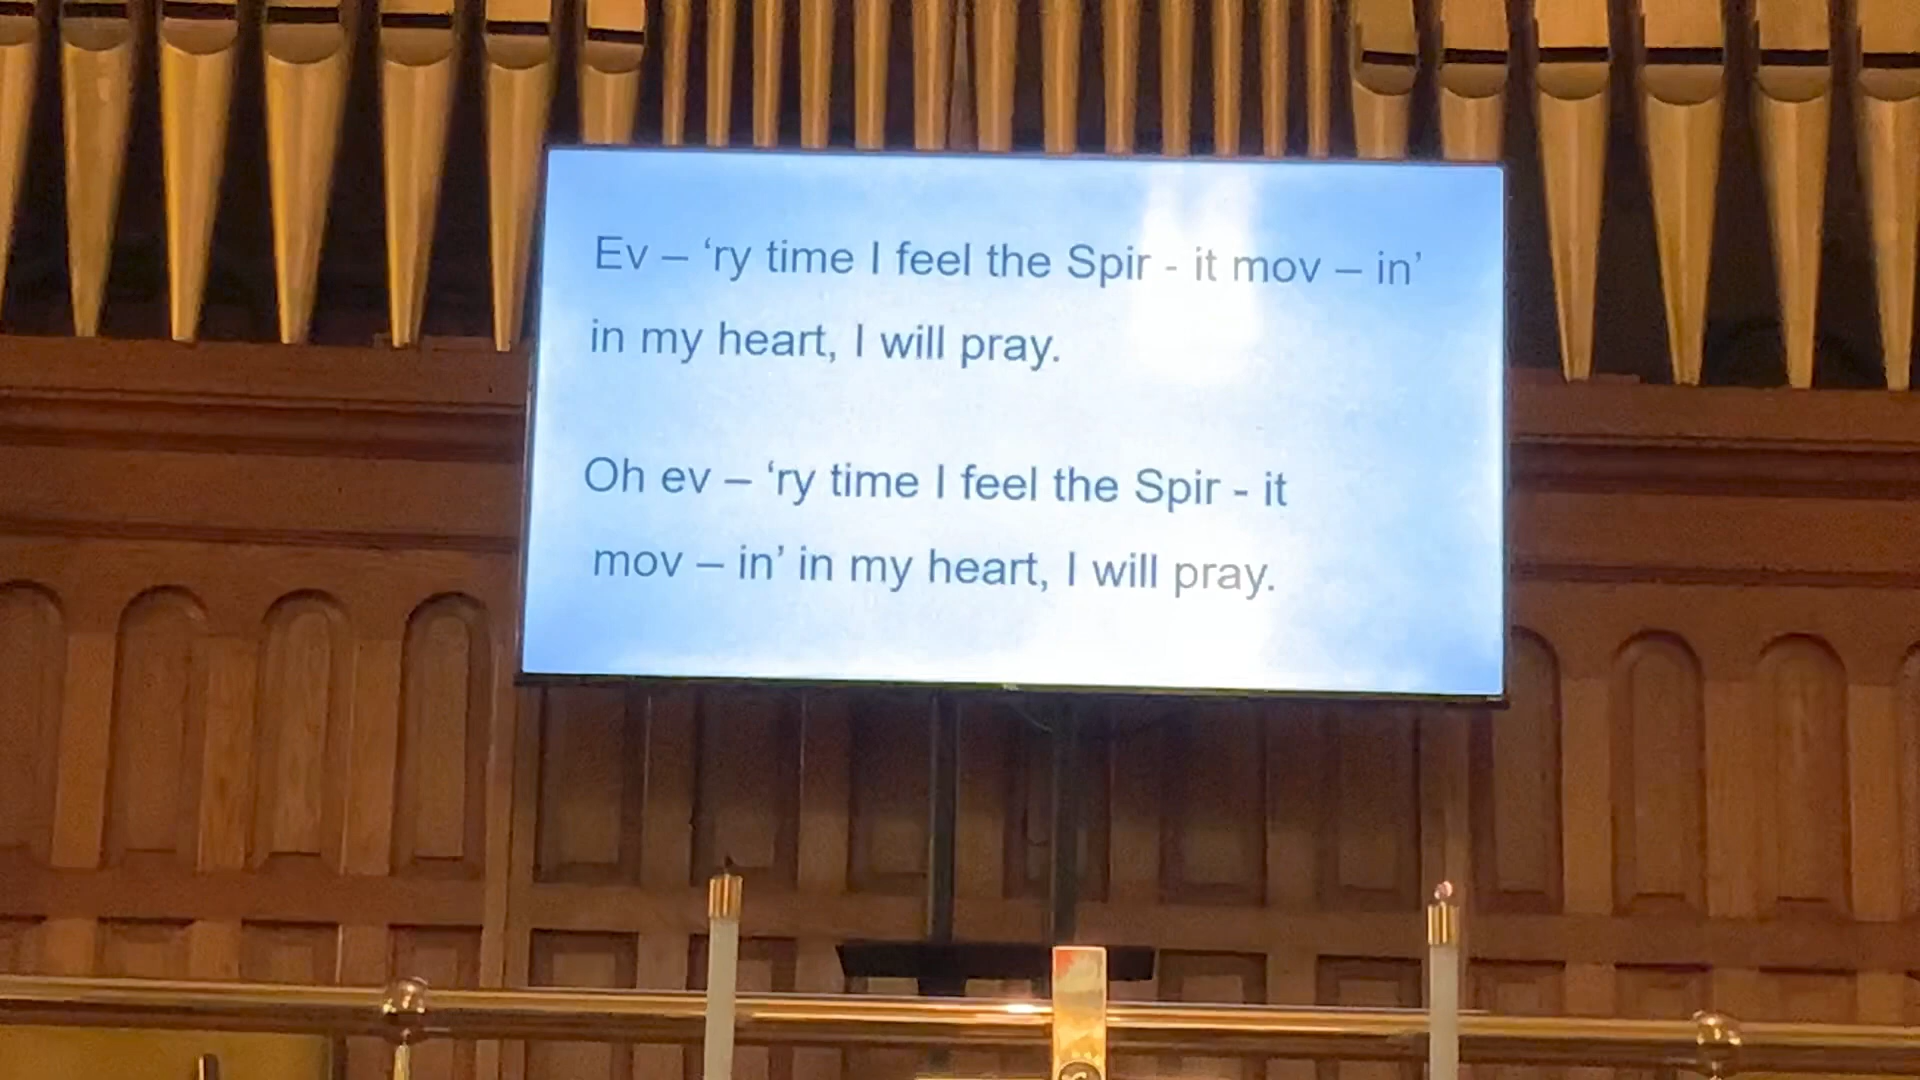 Ev – ‘ry time I feel the Spir - it mov – in’
in my heart, I will pray.
Oh ev – ‘ry time I feel the Spir - it
mov – in’ in my heart, I will pray.